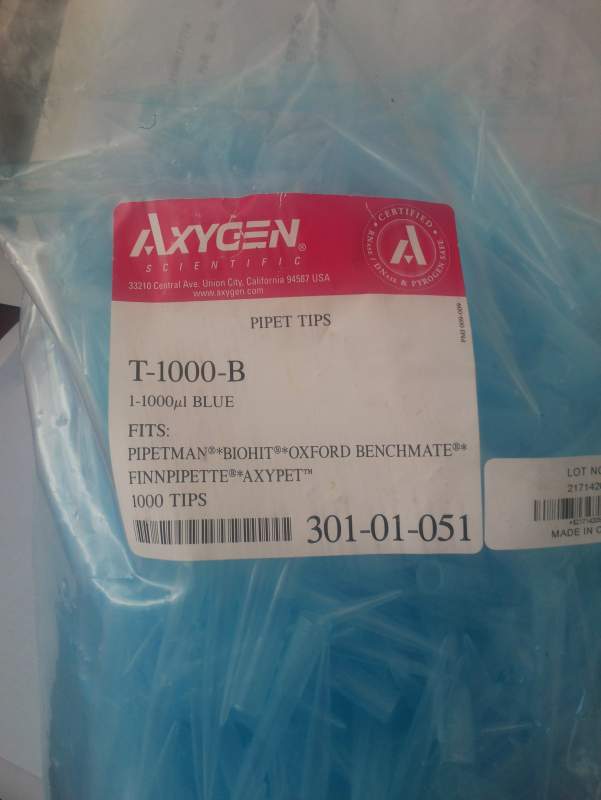 AXYGEN®
SCIENTIFIC
33210 Central Ave. Union City, California 94587 USA
www.axygen.com
CERTIFIED
RNase / DNase & PYROGEN SAFE
PIPET TIPS
T-1000-B
1-1000µl BLUE
FITS:
PIPETMAN®*BIOHIT®*OXFORD BENCHMATE®*
FINNPIPETTE®*AXYPET™
1000 TIPS
301-01-051
LOT NO
MADE IN